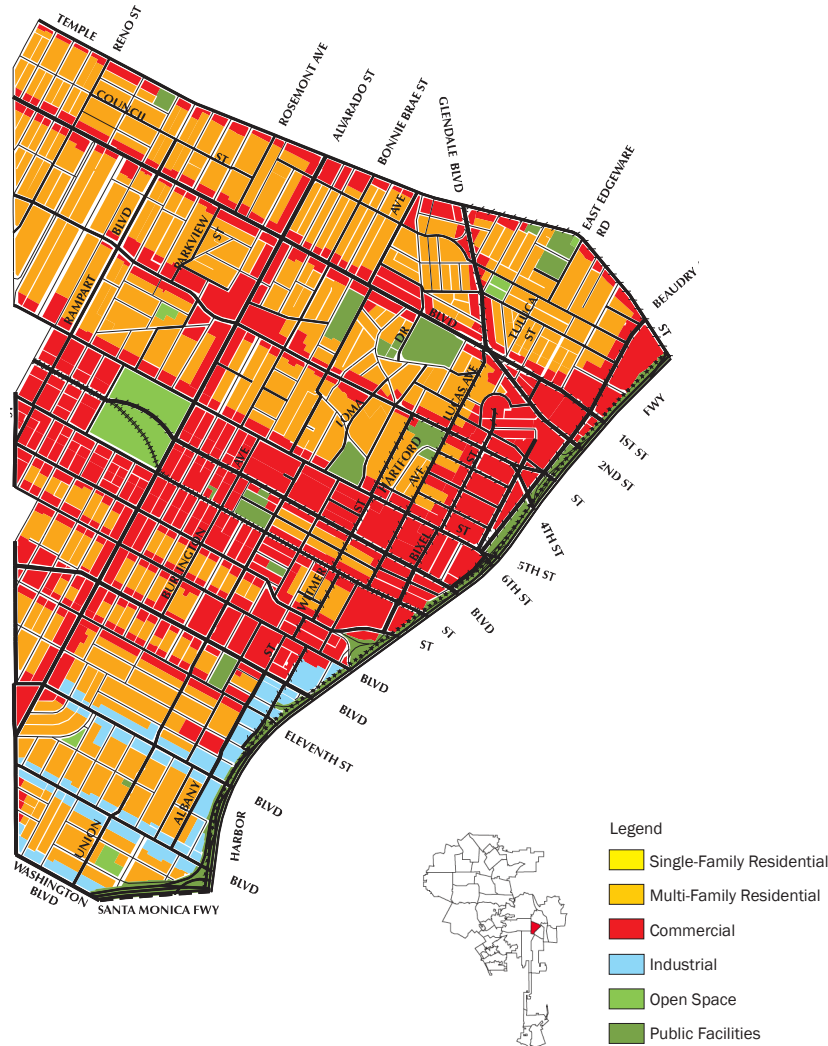 TEMPLE
RENO ST
ROSEMONT AVE
ALVARADO ST
BONNIE BRAE ST
GLENDALE BLVD
EAST EDGEWARE
RD
BEAUDRY
ST
COUNCIL
ST
AVE
BLVD
PARKVIEW
ST
RAMPART
BLVD
TULUCA
ST
DR
LUCAS AVE
LOMA
HARTFORD
AVE
FWY
1ST ST
2ND ST
ST
4TH ST
5TH ST
6TH ST
BLVD
ST
ST
AVE
ST
ST
ST
BIXEL
BURLINGTON
WITMER
ST
BLVD
BLVD
ELEVENTH ST
BLVD
HARBOR
ALBANY
UNION
BLVD
WASHINGTON
BLVD
SANTA MONICA FWY
Legend
Single-Family Residential
Multi-Family Residential
Commercial
Industrial
Open Space
Public Facilities